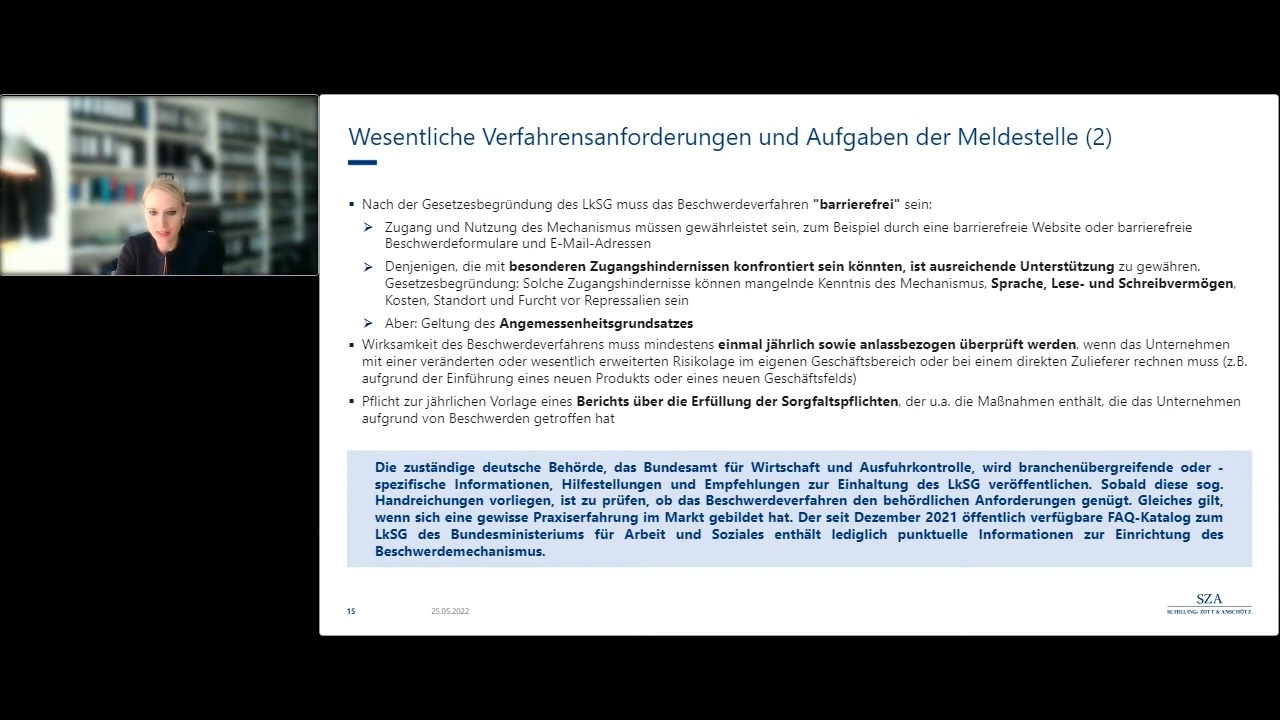 Wesentliche Verfahrensanforderungen und Aufgaben der Meldestelle (2)
▪ Nach der Gesetzesbegründung des LkSG muss das Beschwerdeverfahren "barrierefrei" sein:
➢ Zugang und Nutzung des Mechanismus müssen gewährleistet sein, zum Beispiel durch eine barrierefreie Website oder barrierefreie
Beschwerdeformulare und E-Mail-Adressen
➢ Denjenigen, die mit besonderen Zugangshindernissen konfrontiert sein könnten, ist ausreichende Unterstützung zu gewähren.
Gesetzesbegründung: Solche Zugangshindernisse können mangelnde Kenntnis des Mechanismus, Sprache, Lese- und Schreibvermögen,
Kosten, Standort und Furcht vor Repressalien sein
➢ Aber: Geltung des Angemessenheitsgrundsatzes
▪ Wirksamkeit des Beschwerdeverfahrens muss mindestens einmal jährlich sowie anlassbezogen überprüft werden, wenn das Unternehmen
mit einer veränderten oder wesentlich erweiterten Risikolage im eigenen Geschäftsbereich oder bei einem direkten Zulieferer rechnen muss (z.B.
aufgrund der Einführung eines neuen Produkts oder eines neuen Geschäftsfelds)
▪ Pflicht zur jährlichen Vorlage eines Berichts über die Erfüllung der Sorgfaltspflichten, der u.a. die Maßnahmen enthält, die das Unternehmen
aufgrund von Beschwerden getroffen hat
Die zuständige deutsche Behörde, das Bundesamt für Wirtschaft und Ausfuhrkontrolle, wird branchenübergreifende oder -
spezifische Informationen, Hilfestellungen und Empfehlungen zur Einhaltung des LkSG veröffentlichen. Sobald diese sog.
Handreichungen vorliegen, ist zu prüfen, ob das Beschwerdeverfahren den behördlichen Anforderungen genügt. Gleiches gilt,
wenn sich eine gewisse Praxiserfahrung im Markt gebildet hat. Der seit Dezember 2021 öffentlich verfügbare FAQ-Katalog zum
LkSG des Bundesministeriums für Arbeit und Soziales enthält lediglich punktuelle Informationen zur Einrichtung des
Beschwerdemechanismus.
15
25.05.2022
SZA
SCHILLING, ZUTT & ANSCHÜTZ